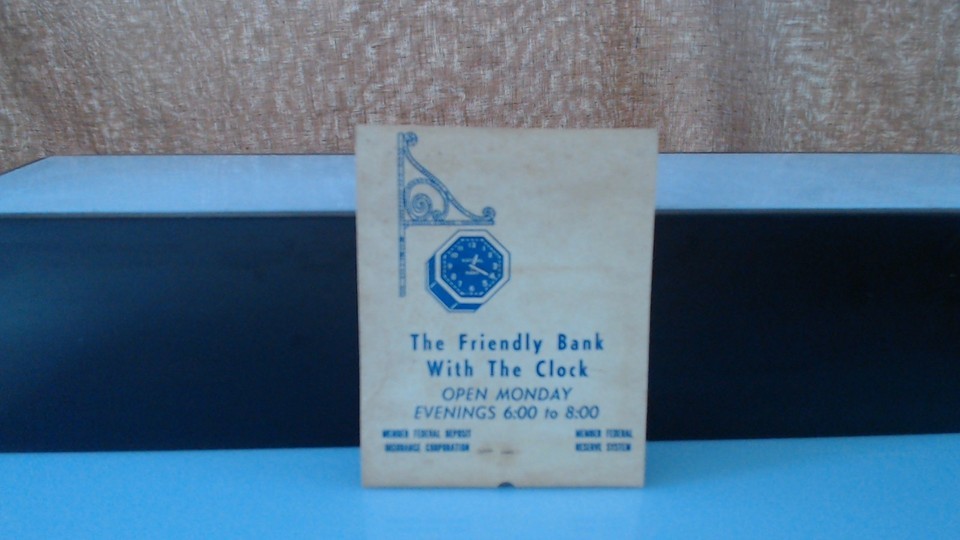 The Friendly Bank
With The Clock
OPEN MONDAY
EVENINGS 6:00 to 8:00
MEMBER FEDERAL DEPOSIT
INSURANCE CORPORATION
MEMBER FEDERAL
RESERVE SYSTEM